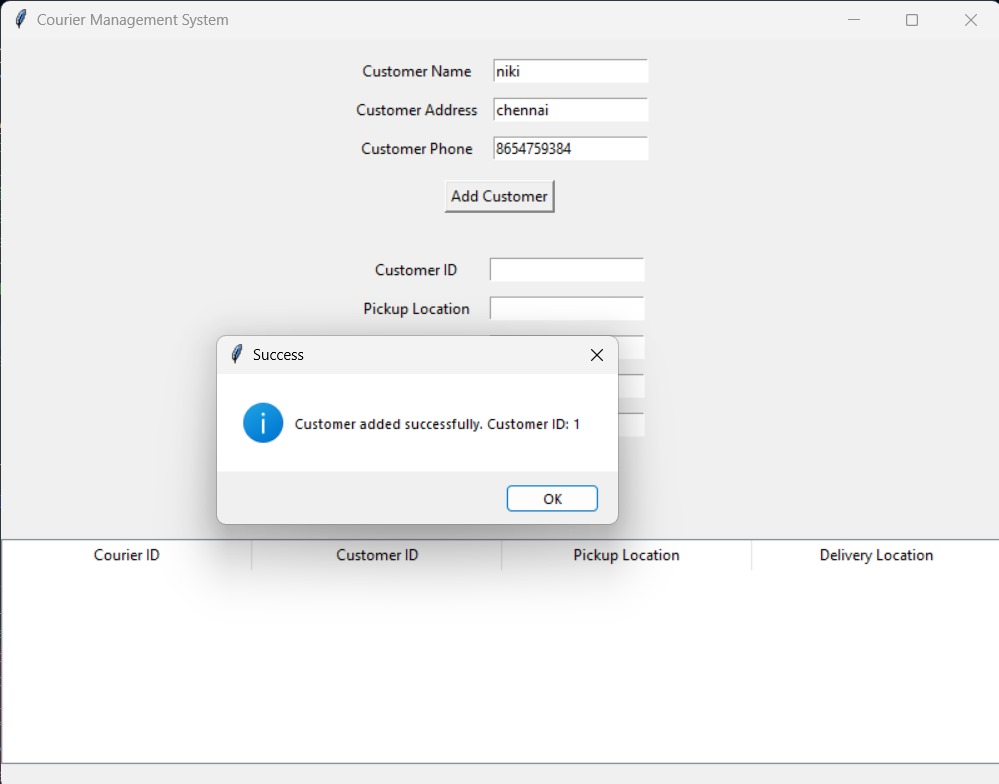 Courier Management System
Customer Name niki
Customer Address chennai
Customer Phone 8654759384
Add Customer
Customer ID
Pickup Location
Success
Customer added successfully. Customer ID: 1
OK
Courier ID Customer ID Pickup Location Delivery Location